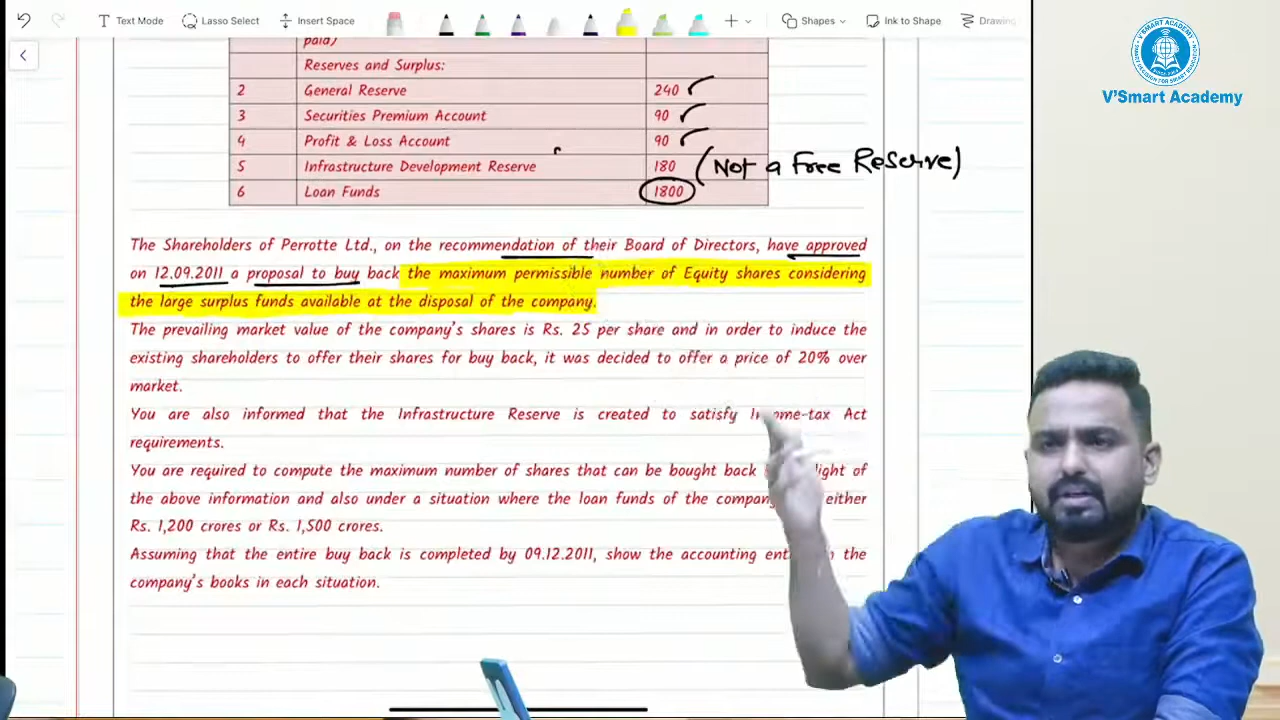 Text Mode Lasso Select Insert Space Shapes Ink to Shape Drawing
V'Smart Academy
paid)
Reserves and Surplus:
2 General Reserve 240
3 Securities Premium Account 90
4 Profit & Loss Account 90
5 Infrastructure Development Reserve 180 (Not a Free Reserve)
6 Loan Funds 1800
The Shareholders of Perrotte Ltd., on the recommendation of their Board of Directors, have approved
on 12.09.2011 a proposal to buy back the maximum permissible number of Equity shares considering
the large surplus funds available at the disposal of the company.
The prevailing market value of the company's shares is Rs. 25 per share and in order to induce the
existing shareholders to offer their shares for buy back, it was decided to offer a price of 20% over
market.
You are also informed that the Infrastructure Reserve is created to satisfy Income-tax Act
requirements.
You are required to compute the maximum number of shares that can be bought back light of
the above information and also under a situation where the loan funds of the company either
Rs. 1,200 crores or Rs. 1,500 crores.
Assuming that the entire buy back is completed by 09.12.2011, show the accounting the
company's books in each situation.